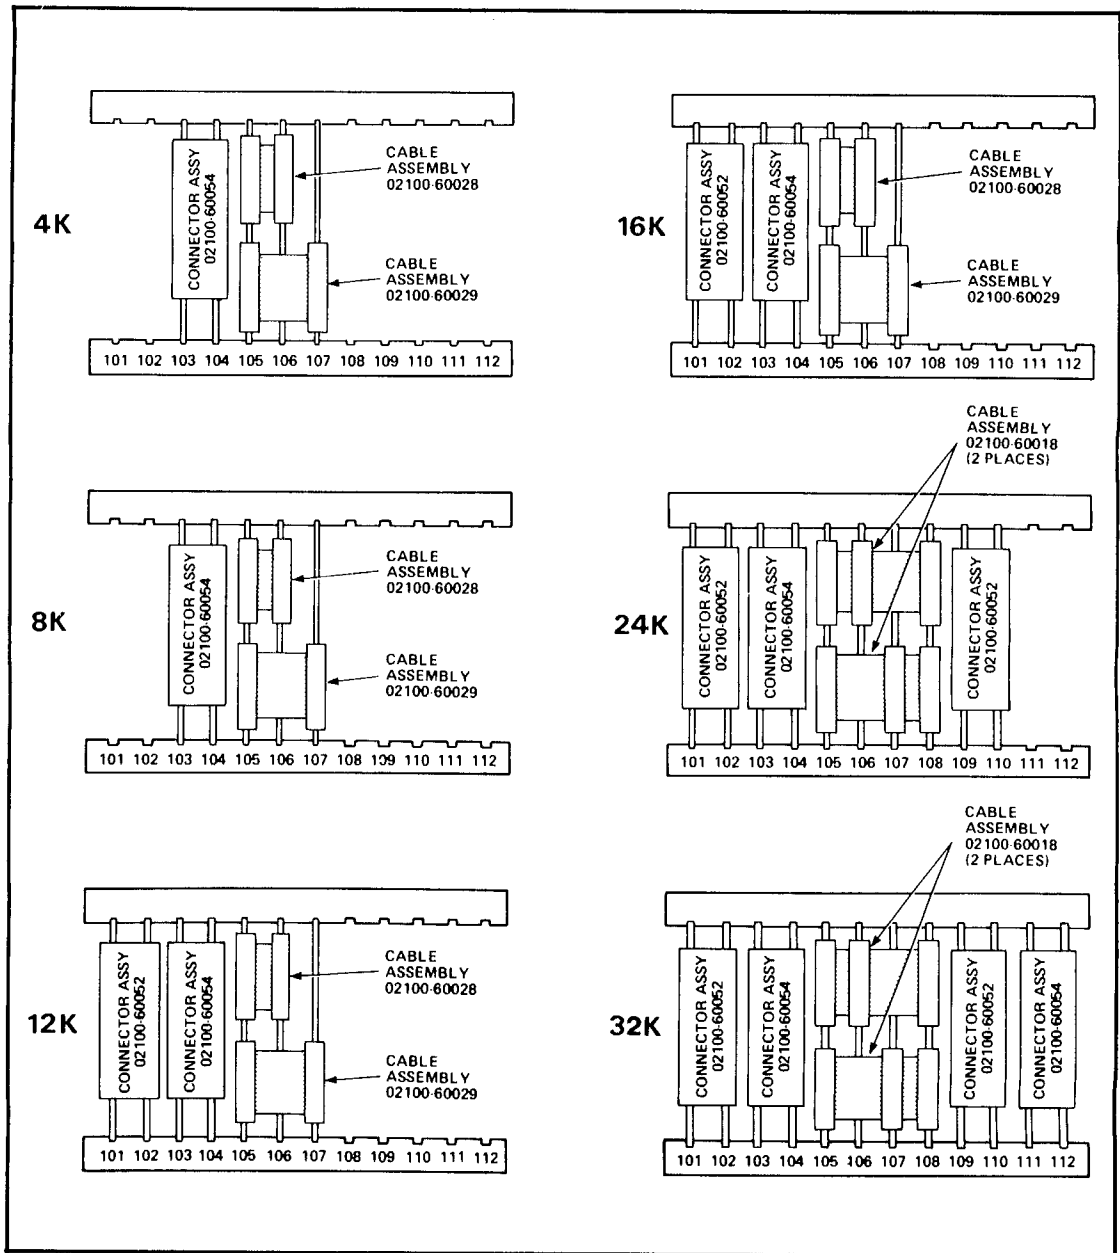 4K
CONNECTOR ASSY
02100-60054
CABLE
ASSEMBLY
02100-60028
CABLE
ASSEMBLY
02100-60029
101 102 103 104 105 106 107 108 109 110 111 112
16K
CONNECTOR ASSY
02100-60052
CONNECTOR ASSY
02100-60054
CABLE
ASSEMBLY
02100-60028
CABLE
ASSEMBLY
02100-60029
101 102 103 104 105 106 107 108 109 110 111 112
8K
CONNECTOR ASSY
02100-60054
CABLE
ASSEMBLY
02100-60028
CABLE
ASSEMBLY
02100-60029
101 102 103 104 105 106 107 108 109 110 111 112
24K
CABLE
ASSEMBLY
02100-60018
(2 PLACES)
CONNECTOR ASSY
02100-60052
CONNECTOR ASSY
02100-60054
CONNECTOR ASSY
02100-60052
101 102 103 104 105 106 107 108 109 110 111 112
12K
CONNECTOR ASSY
02100-60052
CONNECTOR ASSY
02100-60054
CABLE
ASSEMBLY
02100-60028
CABLE
ASSEMBLY
02100-60029
101 102 103 104 105 106 107 108 109 110 111 112
32K
CABLE
ASSEMBLY
02100-60018
(2 PLACES)
CONNECTOR ASSY
02100-60052
CONNECTOR ASSY
02100-60054
CONNECTOR ASSY
02100-60052
CONNECTOR ASSY
02100-60054
101 102 103 104 105 106 107 108 109 110 111 112